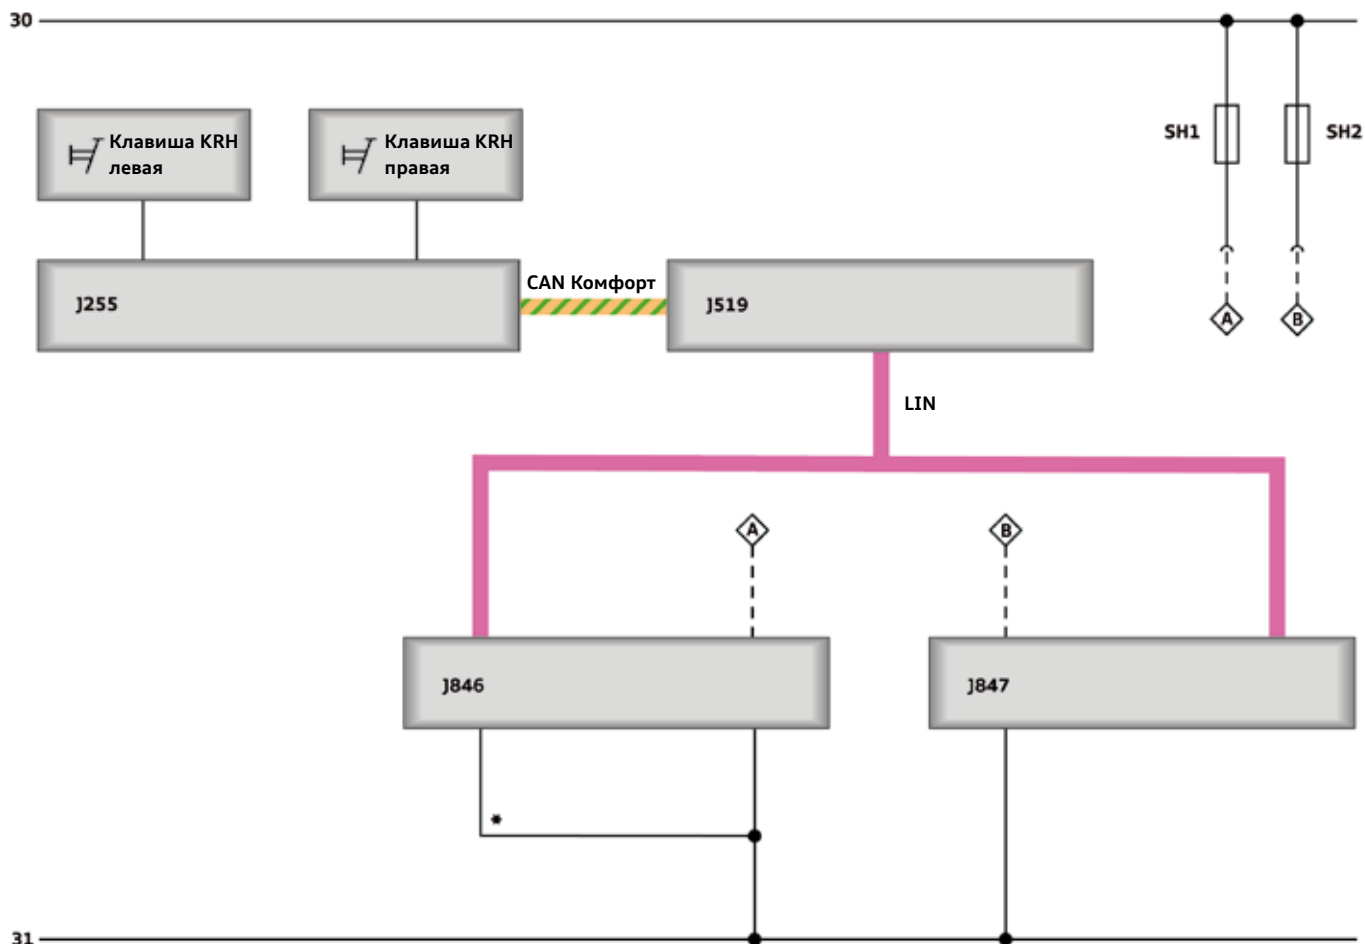 30
Клавиша KRH
левая
Клавиша KRH
правая
SH1
SH2
J255
CAN Комфорт
J519
A
B
LIN
A
B
J846
J847
*
31